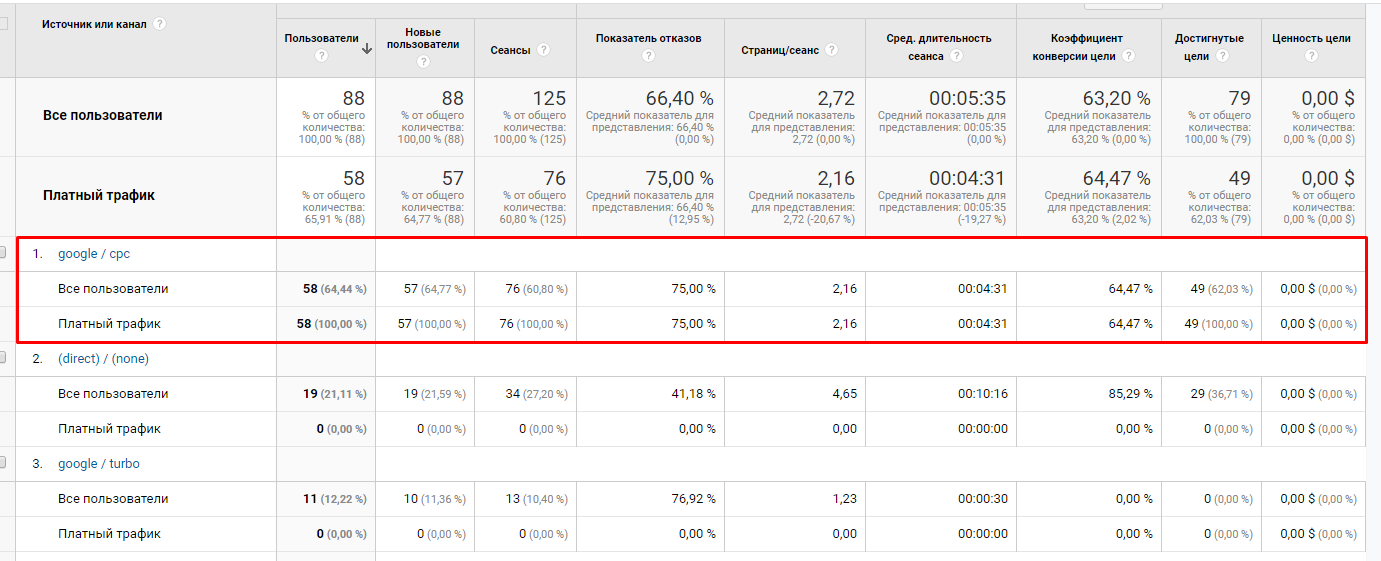 Источник или канал ?
Пользователи ?
Новые
пользователи
?
Сеансы ?
Показатель отказов
?
Страниц/сеанс ?
Сред. длительность
сеанса ?
Коэффициент
конверсии цели ?
Достигнутые
цели ?
Ценность цели
?
Все пользователи
88
% от общего
количества:
100,00 % (88)
88
% от общего
количества:
100,00 % (88)
125
% от общего
количества:
100,00 % (125)
66,40 %
Средний показатель для
представления: 66,40 %
(0,00 %)
2,72
Средний показатель
для представления:
2,72 (0,00 %)
00:05:35
Средний показатель для
представления: 00:05:35
(0,00 %)
63,20 %
Средний показатель
для представления:
63,20 % (0,00 %)
79
% от общего
количества:
100,00 % (79)
0,00 $
% от общего
количества:
0,00 % (0,00 $)
Платный трафик
58
% от общего
количества:
65,91 % (88)
57
% от общего
количества:
64,77 % (88)
76
% от общего
количества:
60,80 % (125)
75,00 %
Средний показатель для
представления: 66,40 %
(12,95 %)
2,16
Средний показатель
для представления:
2,72 (-20,67 %)
00:04:31
Средний показатель для
представления: 00:05:35
(-19,27 %)
64,47 %
Средний показатель
для представления:
63,20 % (2,02 %)
49
% от общего
количества:
62,03 % (79)
0,00 $
% от общего
количества:
0,00 % (0,00 $)
1. google / cpc
Все пользователи 58 (64,44 %) 57 (64,77 %) 76 (60,80 %) 75,00 % 2,16 00:04:31 64,47 % 49 (62,03 %) 0,00 $ (0,00 %)
Платный трафик 58 (100,00 %) 57 (100,00 %) 76 (100,00 %) 75,00 % 2,16 00:04:31 64,47 % 49 (100,00 %) 0,00 $ (0,00 %)
2. (direct) / (none)
Все пользователи 19 (21,11 %) 19 (21,59 %) 34 (27,20 %) 41,18 % 4,65 00:10:16 85,29 % 29 (36,71 %) 0,00 $ (0,00 %)
Платный трафик 0 (0,00 %) 0 (0,00 %) 0 (0,00 %) 0,00 % 0,00 00:00:00 0,00 % 0 (0,00 %) 0,00 $ (0,00 %)
3. google / turbo
Все пользователи 11 (12,22 %) 10 (11,36 %) 13 (10,40 %) 76,92 % 1,23 00:00:30 0,00 % 0 (0,00 %) 0,00 $ (0,00 %)
Платный трафик 0 (0,00 %) 0 (0,00 %) 0 (0,00 %) 0,00 % 0,00 00:00:00 0,00 % 0 (0,00 %) 0,00 $ (0,00 %)